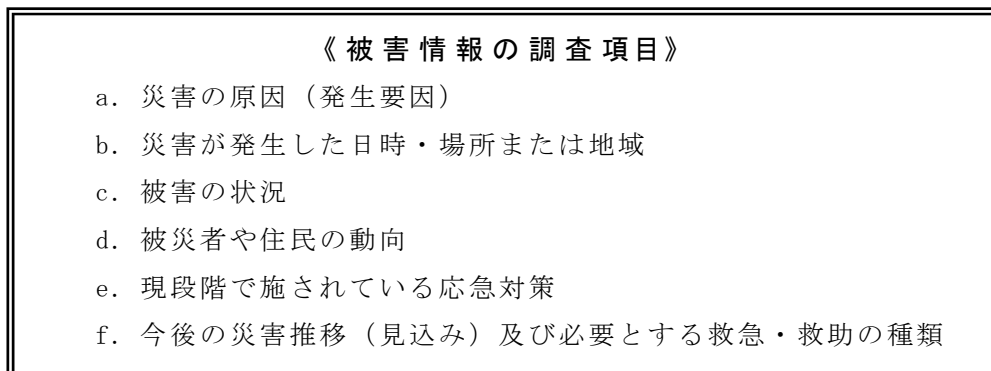 《被害情報の調査項目》
a. 災害の原因（発生要因）
b. 災害が発生した日時・場所または地域
c. 被害の状況
d. 被災者や住民の動向
e. 現段階で施されている応急対策
f. 今後の災害推移（見込み）及び必要とする救急・救助の種類